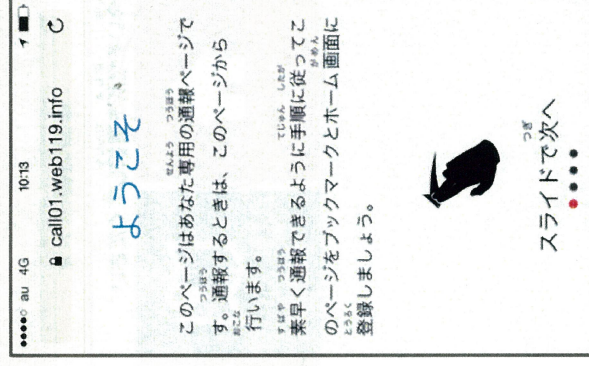 au 4G 10:13
call01.web119.info
ようこそ
このページはあなた専用の通報ページで
す。通報するときは、このページから
行います。
素早く通報できるように手順に従ってこ
のページをブックマークとホーム画面に
登録しましょう。
スライドで次へ